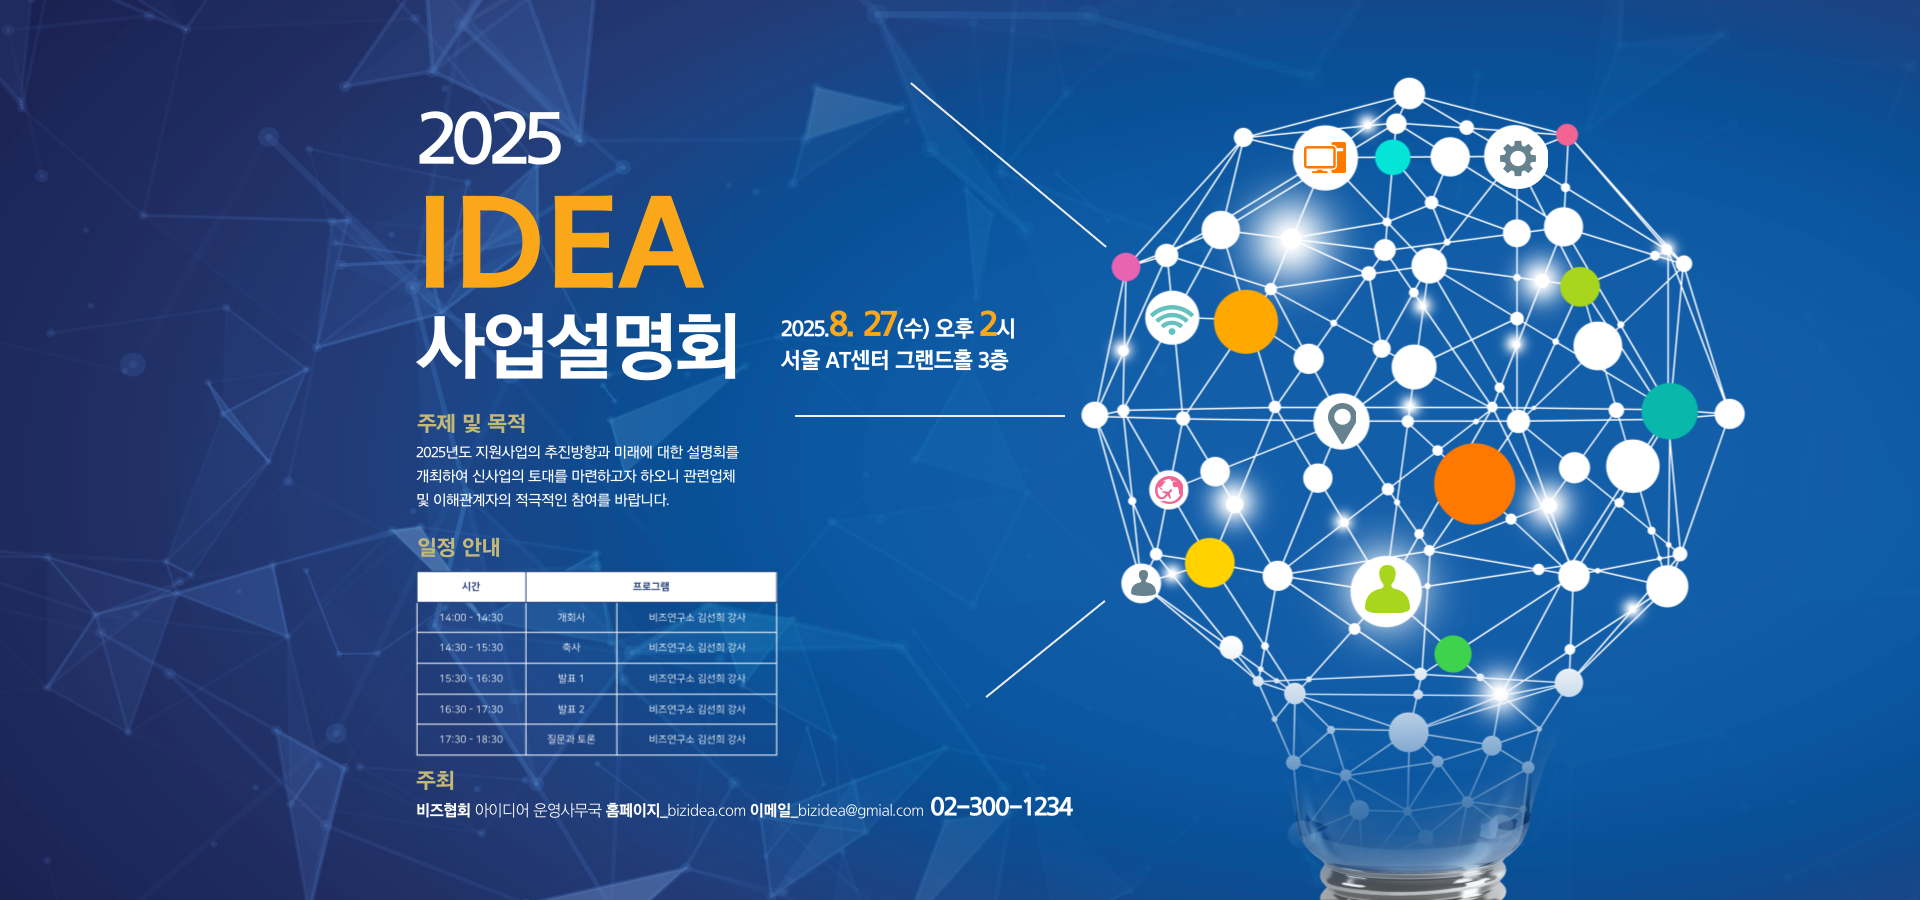 2025
IDEA
사업설명회
2025.8. 27(수) 오후 2시
서울 AT센터 그랜드홀 3층
주제 및 목적
2025년도 지원사업의 추진방향과 미래에 대한 설명회를
개최하여 신사업의 토대를 마련하고자 하오니 관련업체
및 이해관계자의 적극적인 참여를 바랍니다.
일정 안내
시간 프로그램
14:00 - 14:30 개회사 비즈연구소 김선희 강사
14:30 - 15:30 축사 비즈연구소 김선희 강사
15:30 - 16:30 발표 1 비즈연구소 김선희 강사
16:30 - 17:30 발표 2 비즈연구소 김선희 강사
17:30 - 18:30 질문과 토론 비즈연구소 김선희 강사
주최
비즈협회 아이디어 운영사무국 홈페이지_bizidea.com 이메일_bizidea@gmial.com 02-300-1234